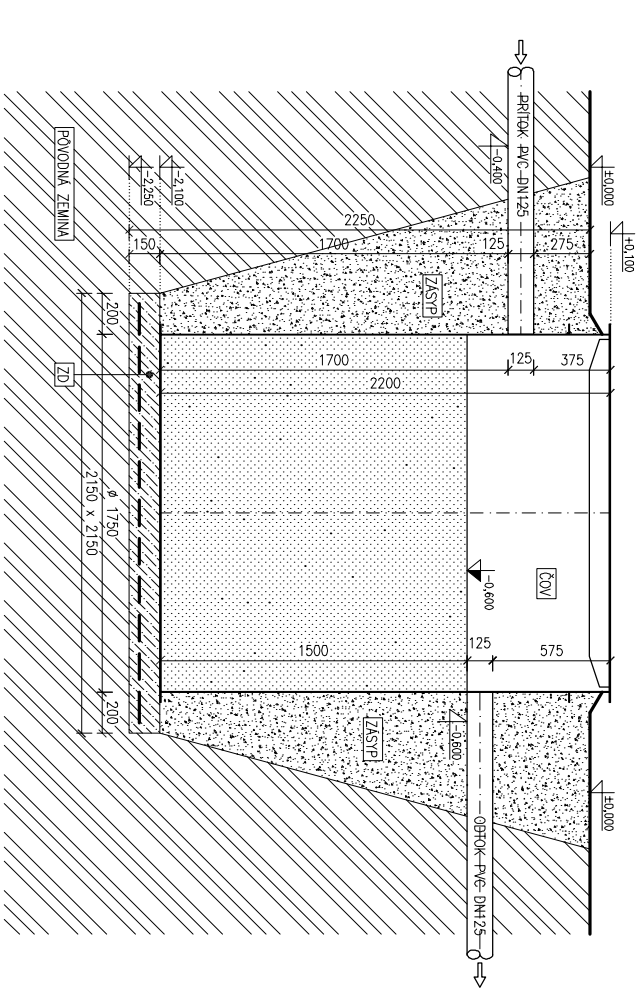 ±0,100
±0,000
PRÍTOK PVC DN125
-0,400
275
125
1700
2250
150
-2,100
-2,250
PÔVODNÁ ZEMINA
ZÁSYP
375
125
1700
2200
200
ZD
ø 1750
2150 x 2150
ČOV
-0,600
575
125
1500
200
ZÁSYP
-0,600
±0,000
ODTOK PVC DN125